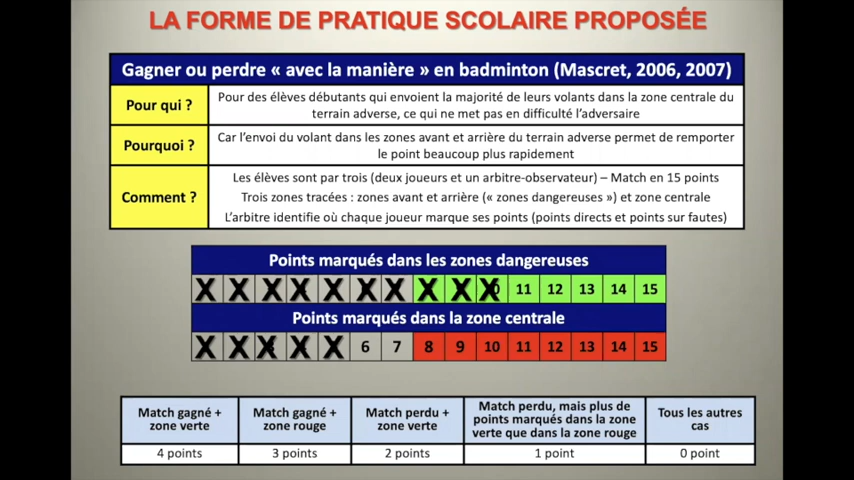 LA FORME DE PRATIQUE SCOLAIRE PROPOSÉE
Gagner ou perdre « avec la manière » en badminton (Mascret, 2006, 2007)
Pour qui ?
Pour des élèves débutants qui envoient la majorité de leurs volants dans la zone centrale du
terrain adverse, ce qui ne met pas en difficulté l'adversaire
Pourquoi ?
Car l'envoi du volant dans les zones avant et arrière du terrain adverse permet de remporter
le point beaucoup plus rapidement
Comment ?
Les élèves sont par trois (deux joueurs et un arbitre-observateur) – Match en 15 points
Trois zones tracées : zones avant et arrière (« zones dangereuses ») et zone centrale
L'arbitre identifie où chaque joueur marque ses points (points directs et points sur fautes)
Points marqués dans les zones dangereuses
X X X X X X X X X X 11 12 13 14 15
Points marqués dans la zone centrale
X X X X X 6 7 8 9 10 11 12 13 14 15
Match gagné +
zone verte
Match gagné +
zone rouge
Match perdu +
zone verte
Match perdu, mais plus de
points marqués dans la zone
verte que dans la zone rouge
Tous les autres
cas
4 points
3 points
2 points
1 point
0 point